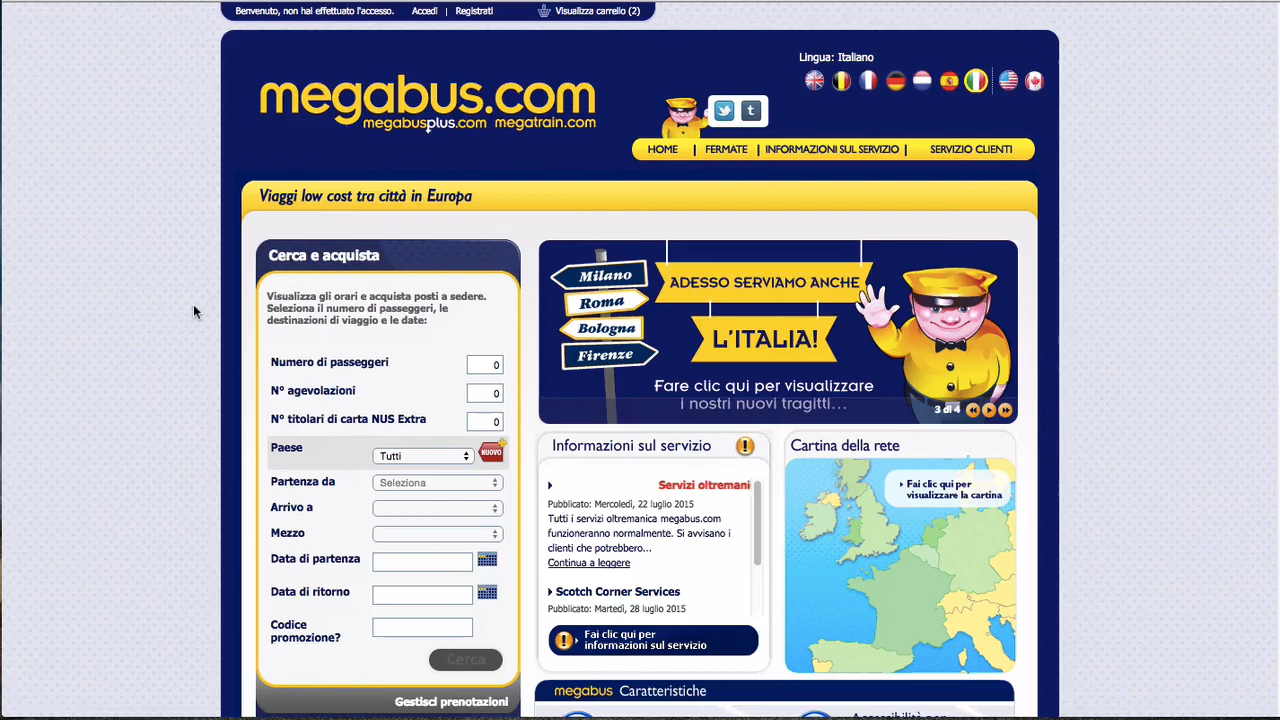 Benvenuto, non hai effettuato l'accesso. Accedi | Registrati Visualizza carrello (2)
Lingua: Italiano
megabus.com
megabusplus.com megatrain.com
HOME | FERMATE | INFORMAZIONI SUL SERVIZIO | SERVIZIO CLIENTI
Viaggi low cost tra città in Europa
Cerca e acquista
Visualizza gli orari e acquista posti a sedere.
Seleziona il numero di passeggeri, le
destinazioni di viaggio e le date:
Numero di passeggeri 0
N° agevolazioni 0
N° titolari di carta NUS Extra 0
Paese Tutti NUOVO
Partenza da Seleziona
Arrivo a
Mezzo
Data di partenza
Data di ritorno
Codice
promozione?
Cerca
Gestisci prenotazioni
Milano
Roma
Bologna
Firenze
ADESSO SERVIAMO ANCHE
L'ITALIA!
Fare clic qui per visualizzare
i nostri nuovi tragitti...
3 di 4
Informazioni sul servizio
Servizi oltremani
Pubblicato: Mercoledì, 22 luglio 2015
Tutti i servizi oltremanica megabus.com
funzioneranno normalmente. Si avvisano i
clienti che potrebbero...
Continua a leggere
Scotch Corner Services
Pubblicato: Martedì, 28 luglio 2015
Fai clic qui per
informazioni sul servizio
Cartina della rete
Fai clic qui per
visualizzare la cartina
megabus Caratteristiche